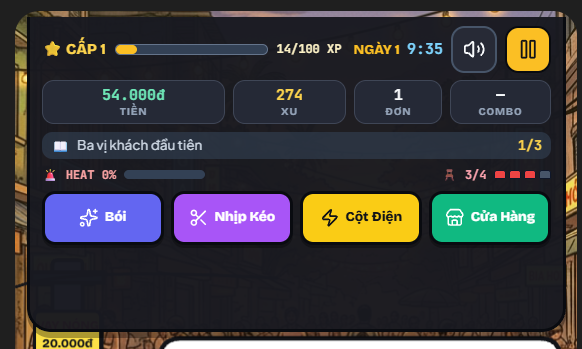 CẤP 1 14/100 XP NGÀY 1 9:35
54.000đ 274 1 –
TIỀN XU ĐƠN COMBO
Ba vị khách đầu tiên 1/3
HEAT 0% 3/4
Bói Nhịp Kéo Cột Điện Cửa Hàng
20.000đ